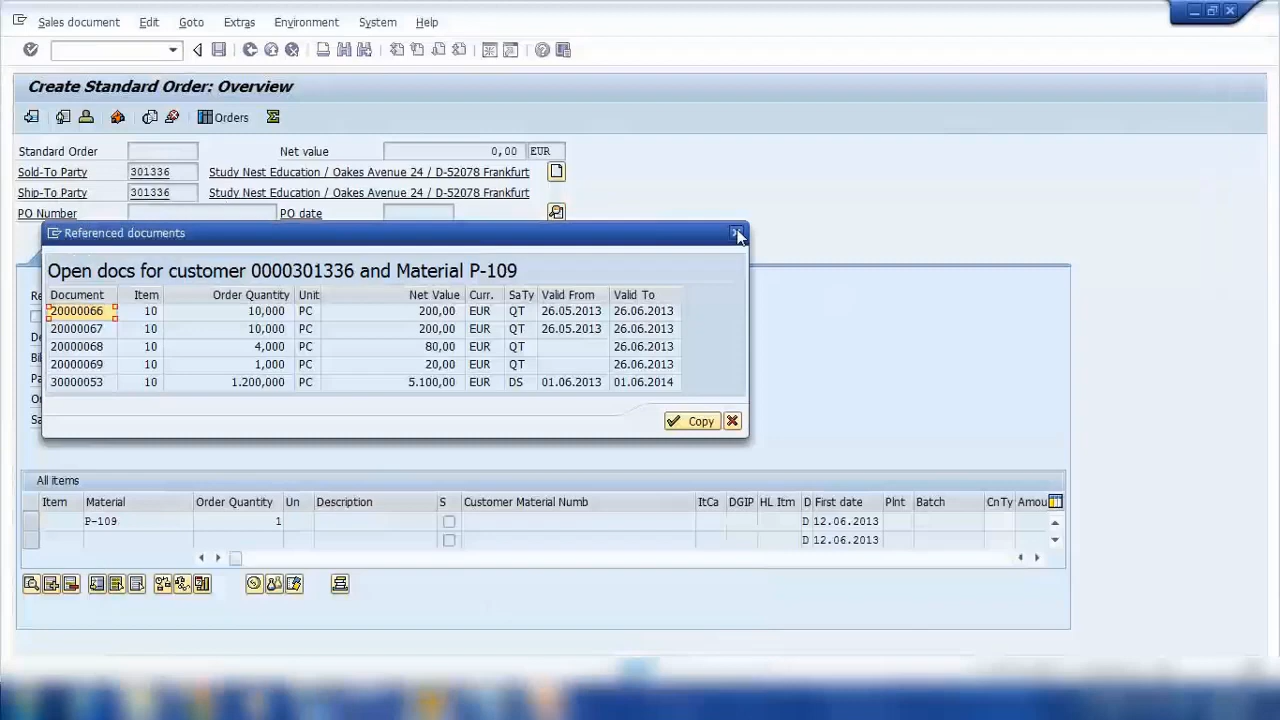 Sales document Edit Goto Extras Environment System Help
Create Standard Order: Overview
Orders
Standard Order Net value 0,00 EUR
Sold-To Party 301336 Study Nest Education / Oakes Avenue 24 / D-52078 Frankfurt
Ship-To Party 301336 Study Nest Education / Oakes Avenue 24 / D-52078 Frankfurt
PO Number PO date
Referenced documents
Open docs for customer 0000301336 and Material P-109
Document Item Order Quantity Unit Net Value Curr. SaTy Valid From Valid To
20000066 10 10,000 PC 200,00 EUR QT 26.05.2013 26.06.2013
20000067 10 10,000 PC 200,00 EUR QT 26.05.2013 26.06.2013
20000068 10 4,000 PC 80,00 EUR QT 26.06.2013
20000069 10 1,000 PC 20,00 EUR QT 26.06.2013
30000053 10 1.200,000 PC 5.100,00 EUR DS 01.06.2013 01.06.2014
Copy
All items
Item Material Order Quantity Un Description S Customer Material Numb ItCa DGIP HL Itm D First date Plnt Batch CnTy Amou
P-109 1 D 12.06.2013
D 12.06.2013